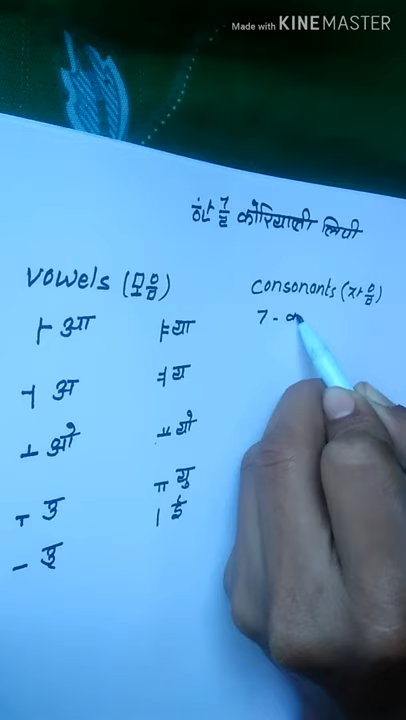 Made with KINEMASTER
한글 कोरियाली लिपी
Vowels (모음)
ㅏ आ
ㅑ या
ㅓ अ
ㅕ य
ㅗ ओ
ㅛ यो
ㅜ उ
ㅠ यु
ㅡ उ
ㅣ ई
Consonants (자음)
ㄱ -